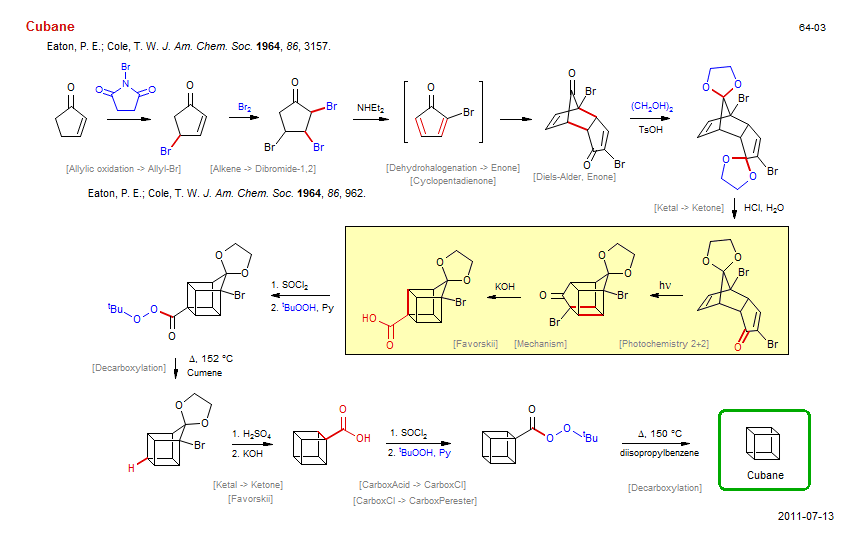 Cubane
64-03
Eaton, P. E.; Cole, T. W. J. Am. Chem. Soc. 1964, 86, 3157.
Br
N
O
O
O
O
Br
[Allylic oxidation -> Allyl-Br]
Br₂
O
Br
Br
Br
[Alkene -> Dibromide-1,2]
NHEt₂
O
Br
[Dehydrohalogenation -> Enone]
[Cyclopentadienone]
O
Br
O
Br
[Diels-Alder, Enone]
(CH₂OH)₂
TsOH
O
O
Br
O
O
Br
Eaton, P. E.; Cole, T. W. J. Am. Chem. Soc. 1964, 86, 962.
[Ketal -> Ketone]
HCl, H₂O
O
O
Br
O
Br
[Photochemistry 2+2]
hν
O
O
O
Br
Br
[Mechanism]
KOH
O
O
Br
HO
O
[Favorskii]
1. SOCl₂
2. ᵗBuOOH, Py
O
O
Br
ᵗBu
O
O
O
[Decarboxylation]
Δ, 152 °C
Cumene
O
O
Br
H
1. H₂SO₄
2. KOH
[Ketal -> Ketone]
[Favorskii]
O
OH
1. SOCl₂
2. ᵗBuOOH, Py
[CarboxAcid -> CarboxCl]
[CarboxCl -> CarboxPerester]
O
O
O
ᵗBu
Δ, 150 °C
diisopropylbenzene
[Decarboxylation]
Cubane
2011-07-13